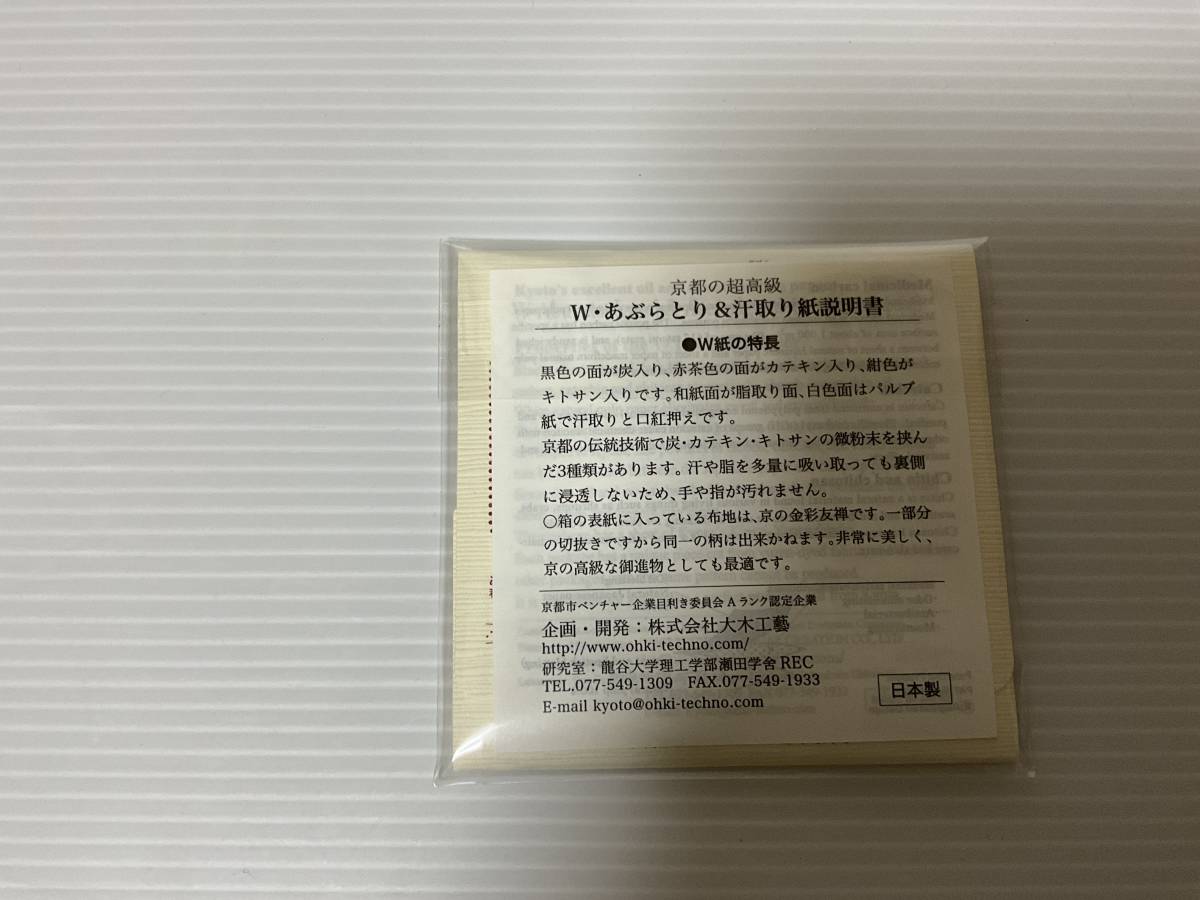 京都の超高級
W・あぶらとり&汗取り紙説明書
●W紙の特長
黒色の面が炭入り、赤茶色の面がカテキン入り、紺色が
キトサン入りです。和紙面が脂取り面、白色面はパルプ
紙で汗取りと口紅押えです。
京都の伝統技術で炭・カテキン・キトサンの微粉末を挟ん
だ3種類があります。汗や脂を多量に吸い取っても裏側
に浸透しないため、手や指が汚れません。
○箱の表紙に入っている布地は、京の金彩友禅です。一部分
の切抜きですから同一の柄は出来かねます。非常に美しく、
京の高級な御進物としても最適です。
京都市ベンチャー企業目利き委員会 A ランク認定企業
企画・開発：株式会社大木工藝
http://www.ohki-techno.com/
研究室：龍谷大学理工学部瀬田学舎 REC
TEL.077-549-1309 FAX.077-549-1933
E-mail kyoto@ohki-techno.com
日本製